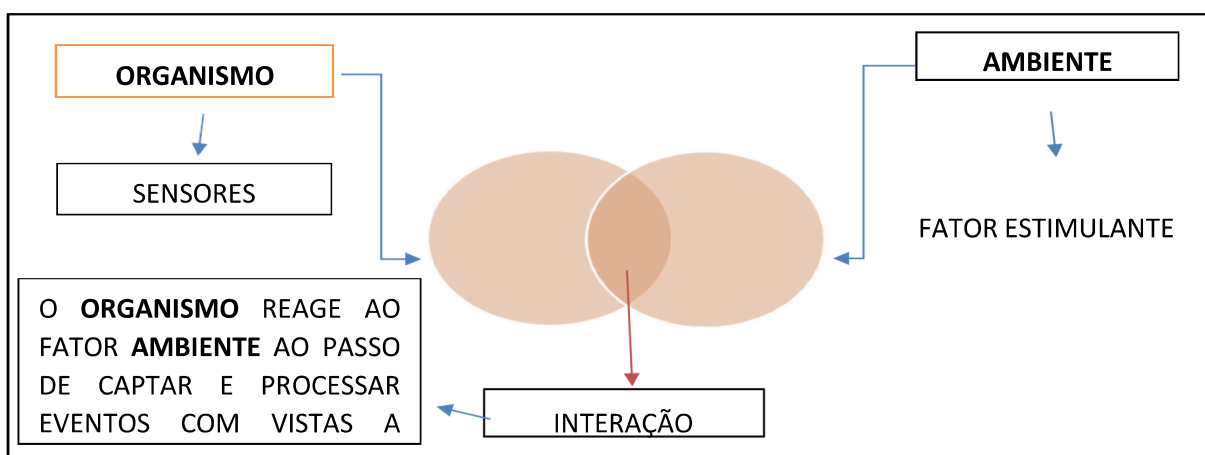 ORGANISMO
AMBIENTE
SENSORES
FATOR ESTIMULANTE
O ORGANISMO REAGE AO
FATOR AMBIENTE AO PASSO
DE CAPTAR E PROCESSAR
EVENTOS COM VISTAS A
INTERAÇÃO